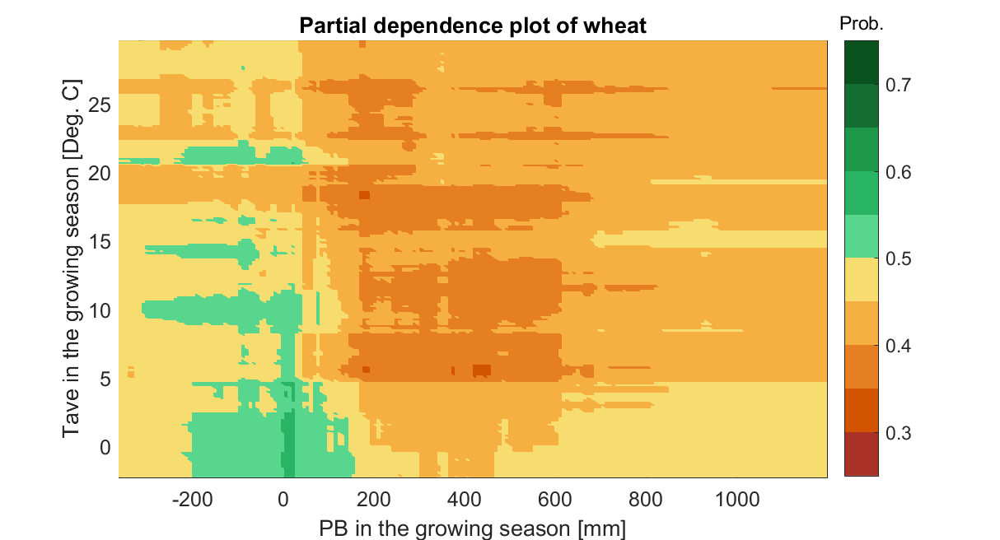 Partial dependence plot of wheat
Prob.
Tave in the growing season [Deg. C]
25
20
15
10
5
0
-200 0 200 400 600 800 1000
PB in the growing season [mm]
0.7
0.6
0.5
0.4
0.3